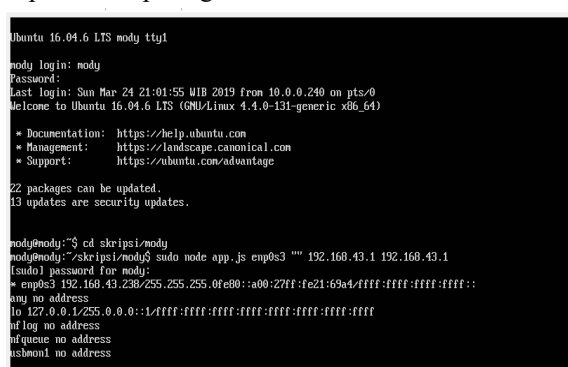 Ubuntu 16.04.6 LTS mody tty1
mody login: mody
Password:
Last login: Sun Mar 24 21:01:55 WIB 2019 from 10.0.0.240 on pts/0
Welcome to Ubuntu 16.04.6 LTS (GNU/Linux 4.4.0-131-generic x86_64)
* Documentation: https://help.ubuntu.com
* Management: https://landscape.canonical.com
* Support: https://ubuntu.com/advantage
22 packages can be updated.
13 updates are security updates.
mody@mody:~$ cd skripsi/mody
mody@mody:~/skripsi/mody$ sudo node app.js enp0s3 "" 192.168.43.1 192.168.43.1
[sudo] password for mody:
* enp0s3 192.168.43.238/255.255.255.0fe80::a00:27ff:fe21:69a4/ffff:ffff:ffff:ffff::
any no address
lo 127.0.0.1/255.0.0.0::1/ffff:ffff:ffff:ffff:ffff:ffff:ffff:ffff
nflog no address
nfqueue no address
usbmon1 no address